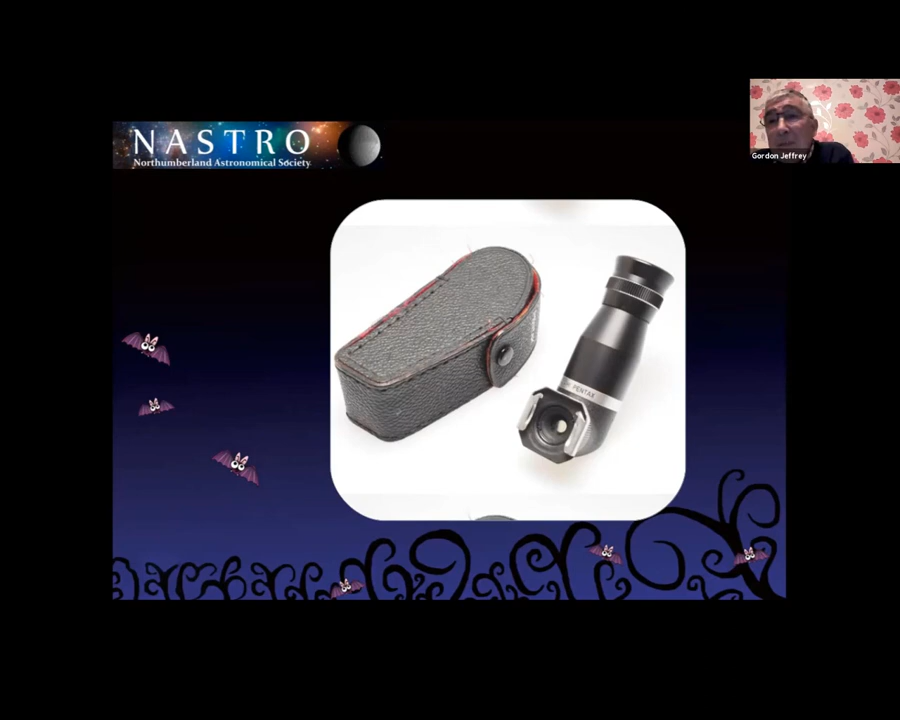 NASTRO
Northumberland Astronomical Society
Gordon Jeffrey
PENTAX